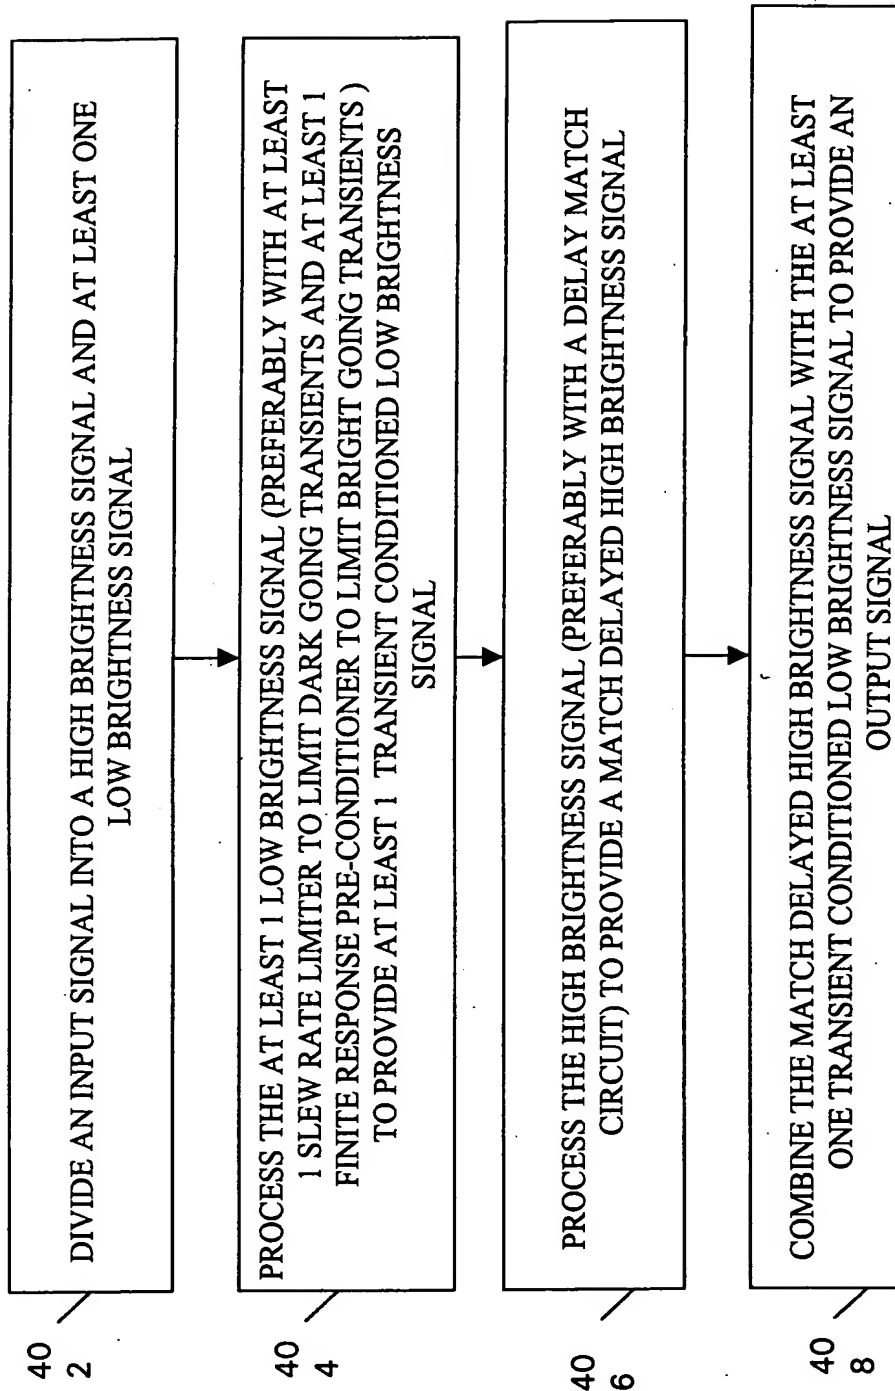 DIVIDE AN INPUT SIGNAL INTO A HIGH BRIGHTNESS SIGNAL AND AT LEAST ONE
LOW BRIGHTNESS SIGNAL
40
2
PROCESS THE AT LEAST 1 LOW BRIGHTNESS SIGNAL (PREFERABLY WITH AT LEAST
1 SLEW RATE LIMITER TO LIMIT DARK GOING TRANSIENTS AND AT LEAST 1
FINITE RESPONSE PRE-CONDITIONER TO LIMIT BRIGHT GOING TRANSIENTS )
TO PROVIDE AT LEAST 1 TRANSIENT CONDITIONED LOW BRIGHTNESS
SIGNAL
40
4
PROCESS THE HIGH BRIGHTNESS SIGNAL (PREFERABLY WITH A DELAY MATCH
CIRCUIT) TO PROVIDE A MATCH DELAYED HIGH BRIGHTNESS SIGNAL
40
6
COMBINE THE MATCH DELAYED HIGH BRIGHTNESS SIGNAL WITH THE AT LEAST
ONE TRANSIENT CONDITIONED LOW BRIGHTNESS SIGNAL TO PROVIDE AN
OUTPUT SIGNAL
40
8